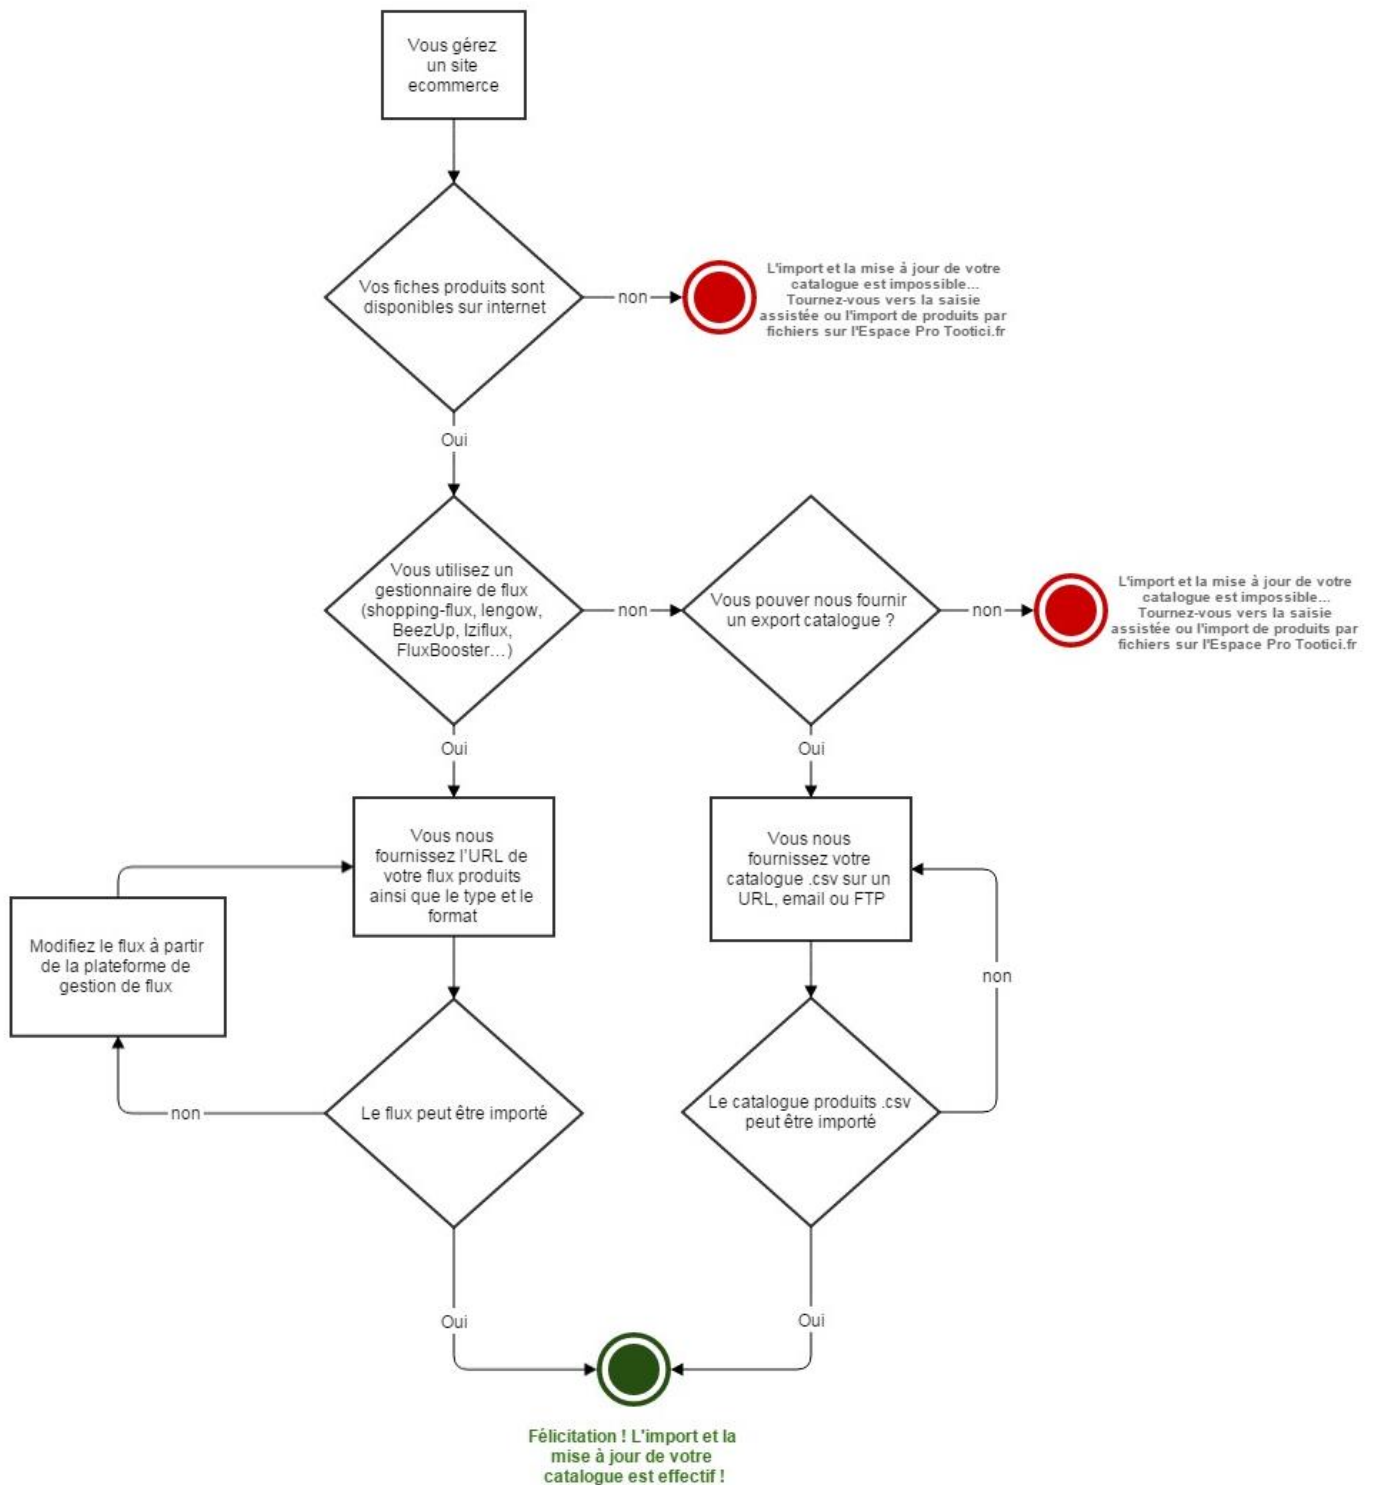 Vous gérez
un site
ecommerce
Vos fiches produits sont
disponibles sur internet
non
L'import et la mise à jour de votre
catalogue est impossible...
Tournez-vous vers la saisie
assistée ou l'import de produits par
fichiers sur l'Espace Pro Tootici.fr
Oui
Vous utilisez un
gestionnaire de flux
(shopping-flux, lengow,
BeezUp, Iziflux,
FluxBooster...)
non
Vous pouver nous fournir
un export catalogue ?
non
L'import et la mise à jour de votre
catalogue est impossible...
Tournez-vous vers la saisie
assistée ou l'import de produits par
fichiers sur l'Espace Pro Tootici.fr
Oui
Oui
Vous nous
fournissez l'URL de
votre flux produits
ainsi que le type et le
format
Vous nous
fournissez votre
catalogue .csv sur un
URL, email ou FTP
Modifiez le flux à partir
de la plateforme de
gestion de flux
non
non
Le flux peut être importé
Le catalogue produits .csv
peut être importé
Oui
Oui
Félicitation ! L'import et la
mise à jour de votre
catalogue est effectif !